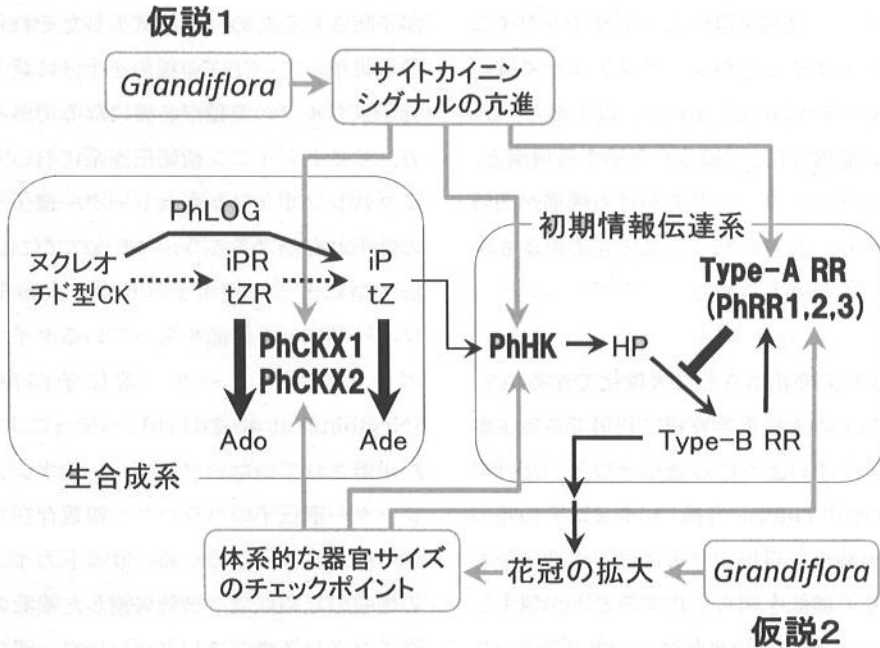 仮説1
Grandiflora
サイトカイニン
シグナルの亢進
PhLOG
ヌクレオ
チド型CK
iPR
tZR
iP
tZ
PhCKX1
PhCKX2
Ado
Ade
生合成系
初期情報伝達系
Type-A RR
(PhRR1,2,3)
PhHK
HP
Type-B RR
体系的な器官サイズ
のチェックポイント
花冠の拡大
Grandiflora
仮説2